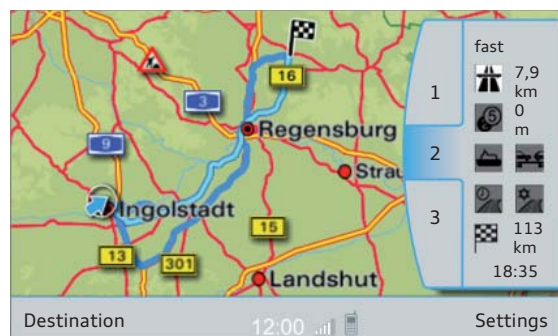 16
3
Regensburg
9
Strau
Ingolstadt
15
13
301
Landshut
1
2
3
fast
7,9
km
5
0
m
113
km
18:35
Destination
12:00
Settings